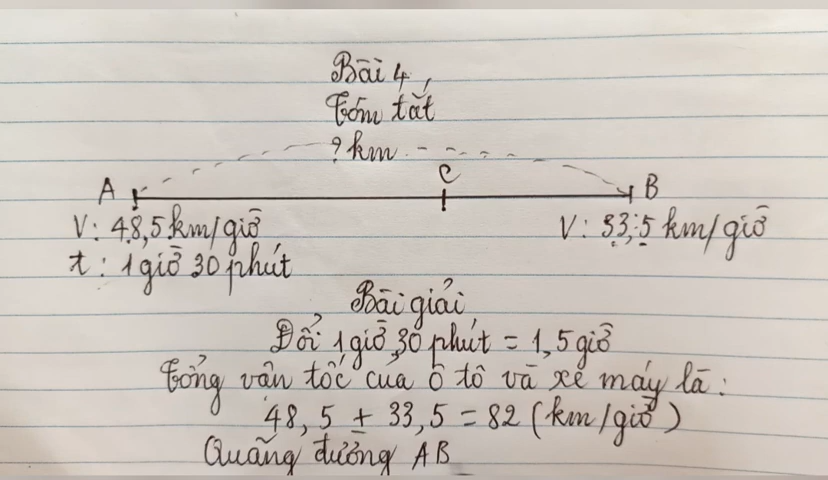 Bài 4,
Tóm tắt
? km
A C B
V: 48,5 km/giờ V: 33,5 km/giờ
t: 1 giờ 30 phút
Bài giải
Đổi 1 giờ 30 phút = 1,5 giờ
Tổng vận tốc của ô tô và xe máy là:
48,5 + 33,5 = 82 (km/giờ)
Quãng đường AB